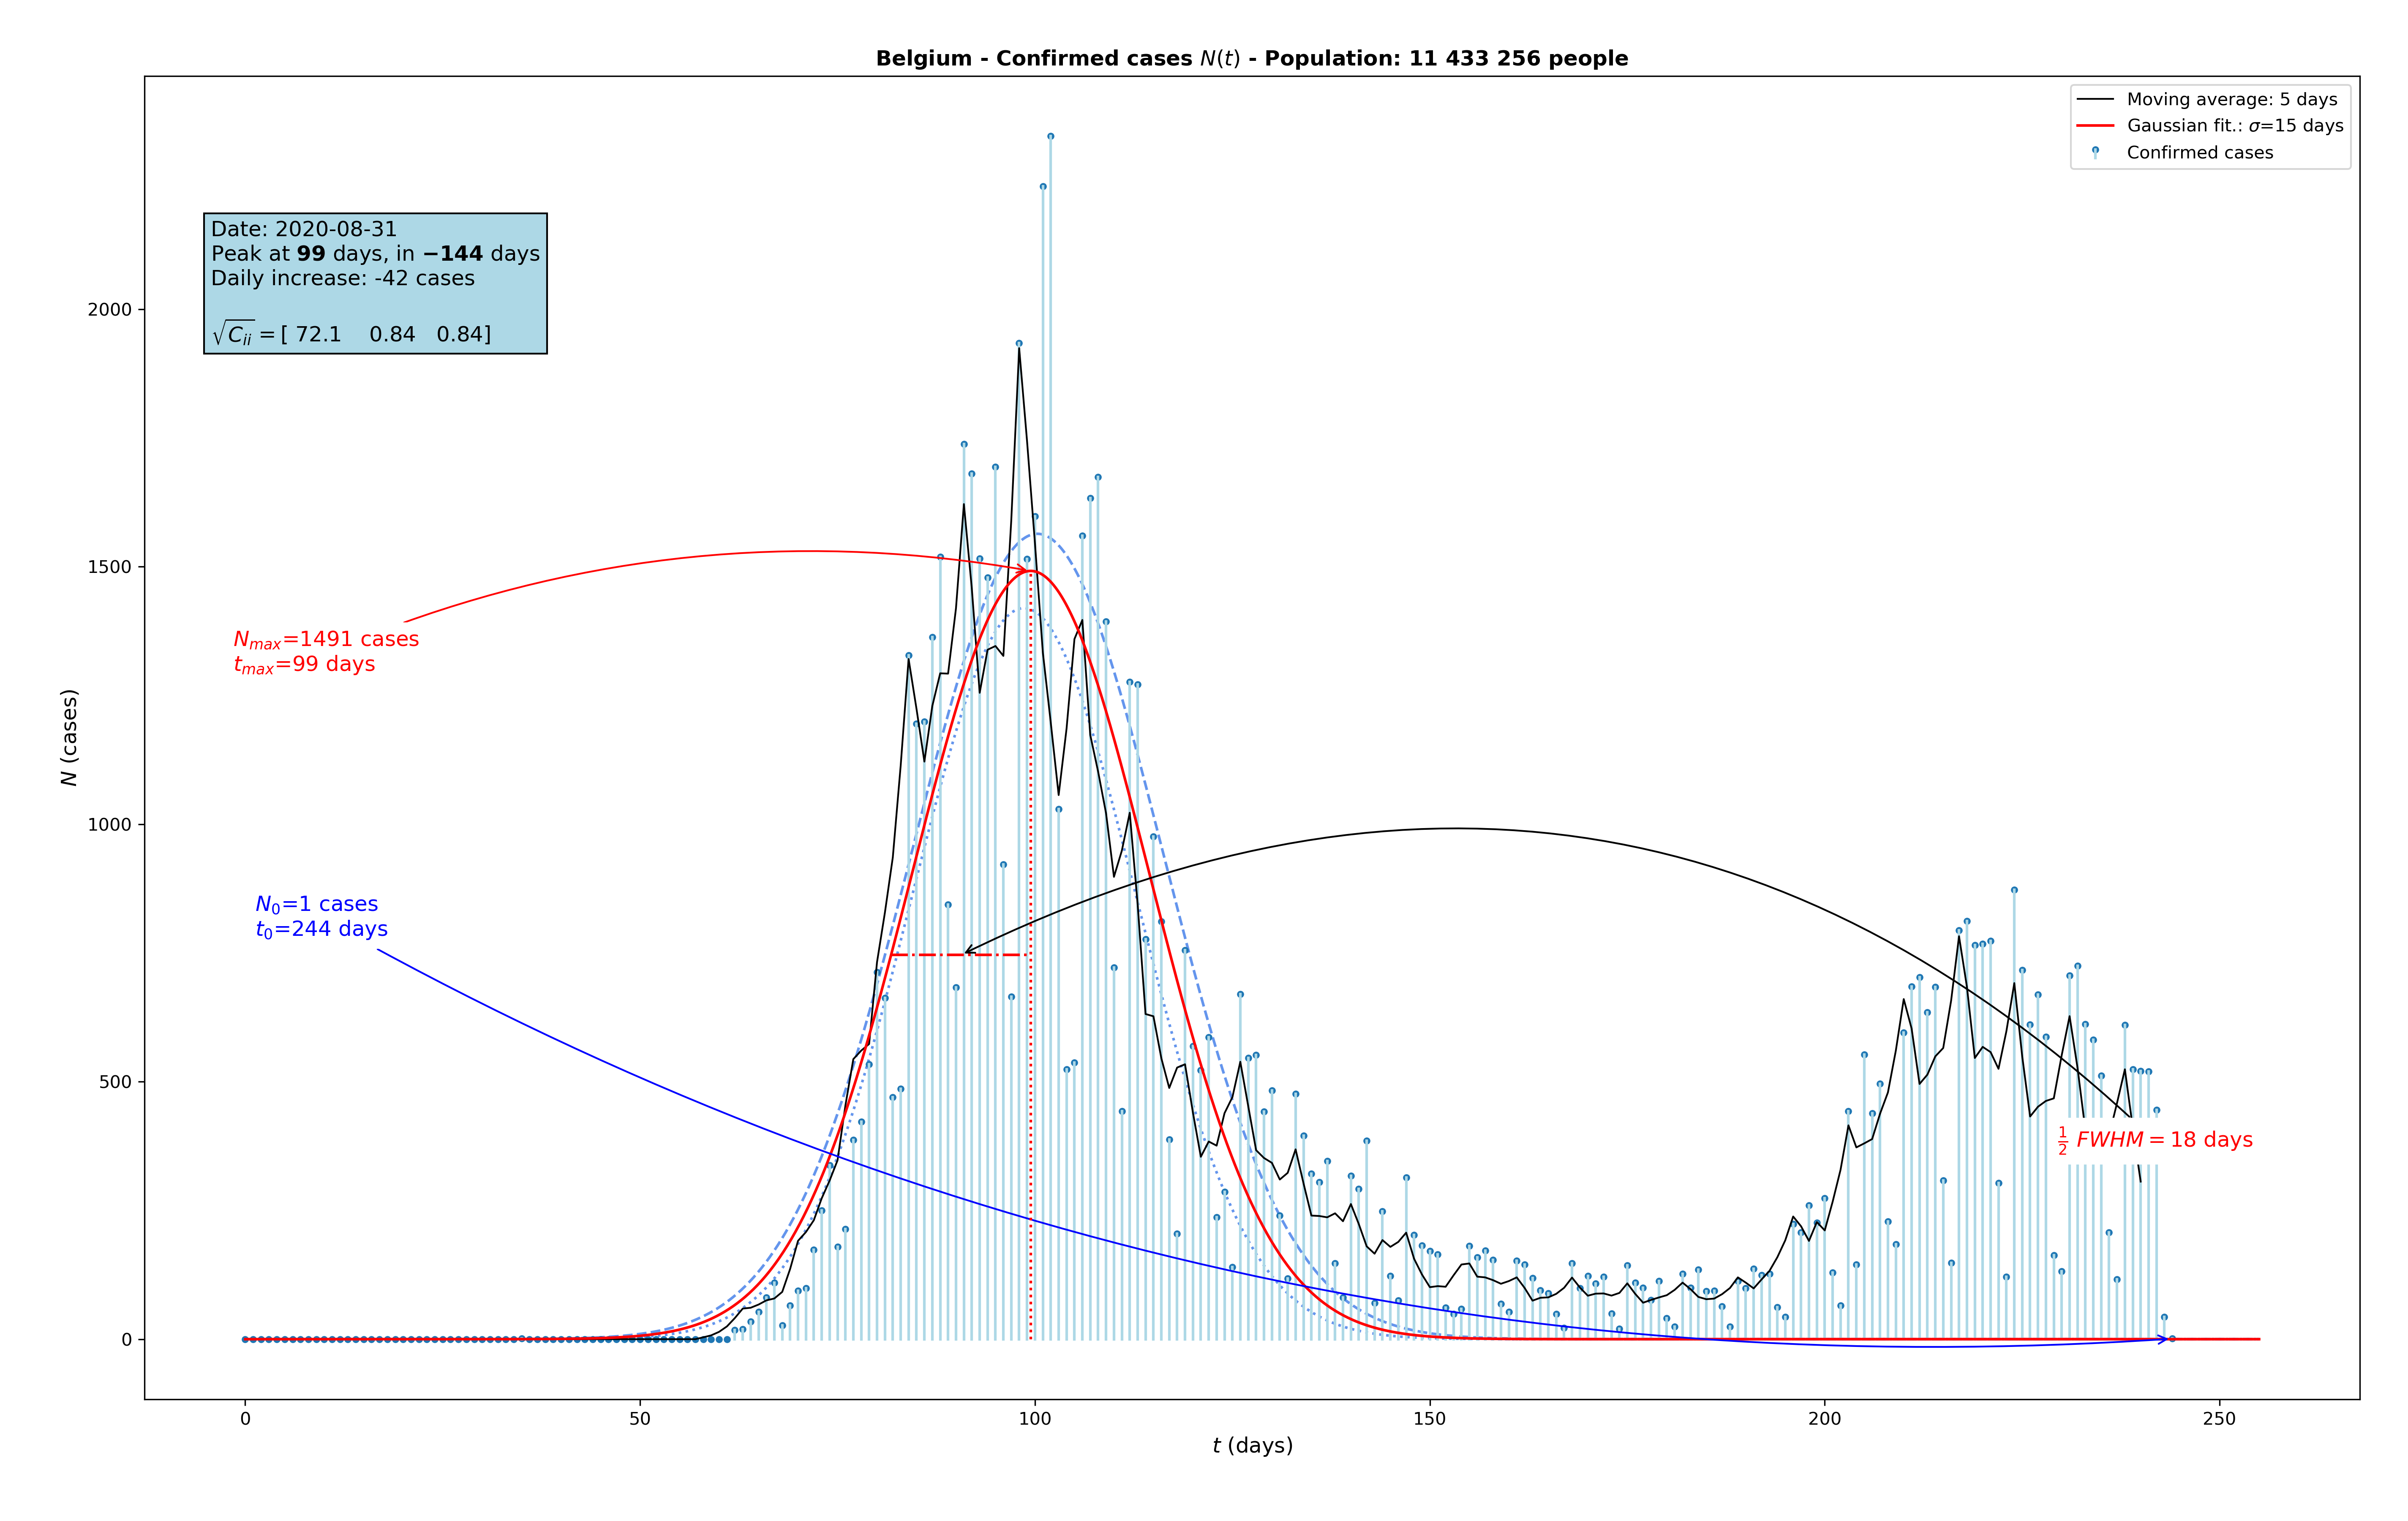 Belgium - Confirmed cases N(t) - Population: 11 433 256 people
Moving average: 5 days
Gaussian fit.: σ=15 days
Confirmed cases
Date: 2020-08-31
Peak at 99 days, in −144 days
Daily increase: -42 cases
√C_ii = [ 72.1 0.84 0.84]
N_max=1491 cases
t_max=99 days
N_0=1 cases
t_0=244 days
1/2 FWHM = 18 days
N (cases)
2000
1500
1000
500
0
0 50 100 150 200 250
t (days)